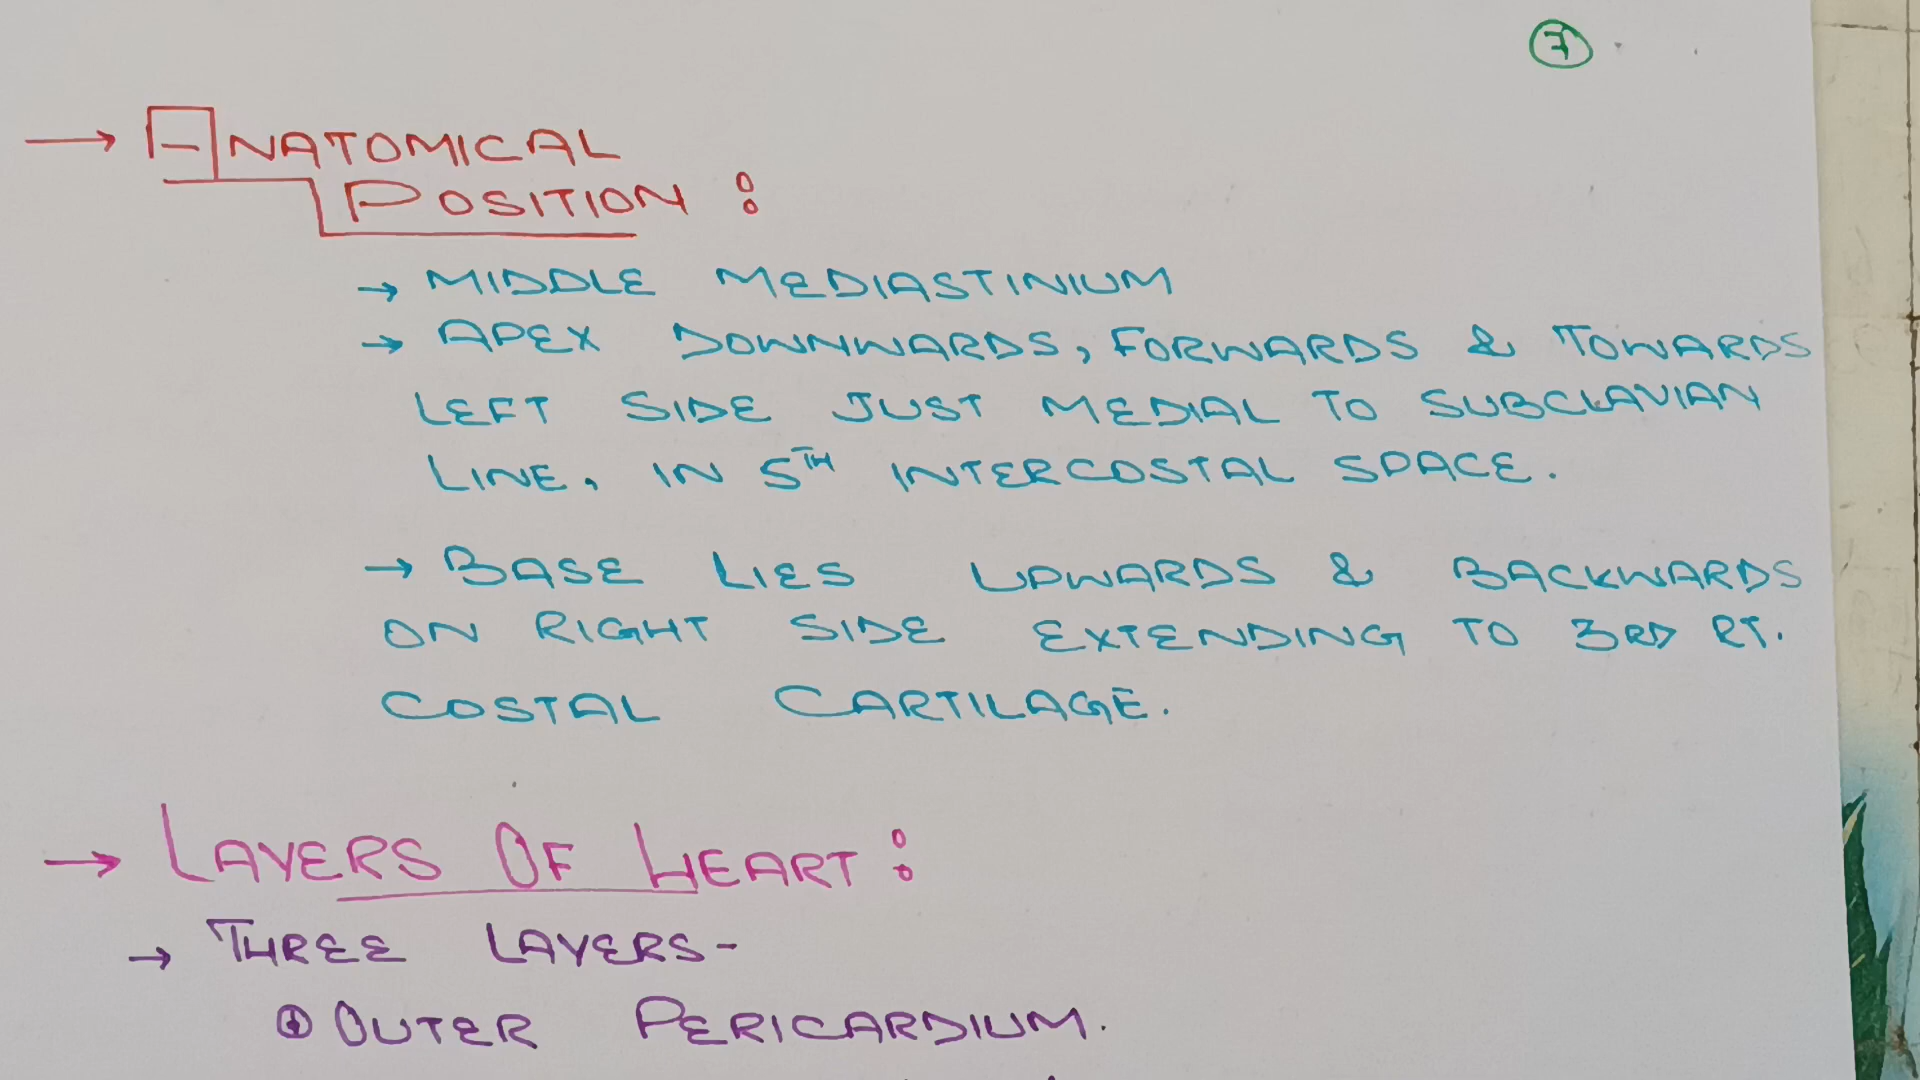 7
→ ANATOMICAL
POSITION :
→ MIDDLE MEDIASTINIUM
→ APEX DOWNWARDS, FORWARDS & TOWARDS
LEFT SIDE JUST MEDIAL TO SUBCLAVIAN
LINE, IN 5TH INTERCOSTAL SPACE.
→ BASE LIES UPWARDS & BACKWARDS
ON RIGHT SIDE EXTENDING TO 3RD RT.
COSTAL CARTILAGE.
→ LAYERS OF HEART :
→ THREE LAYERS-
OUTER PERICARDIUM.